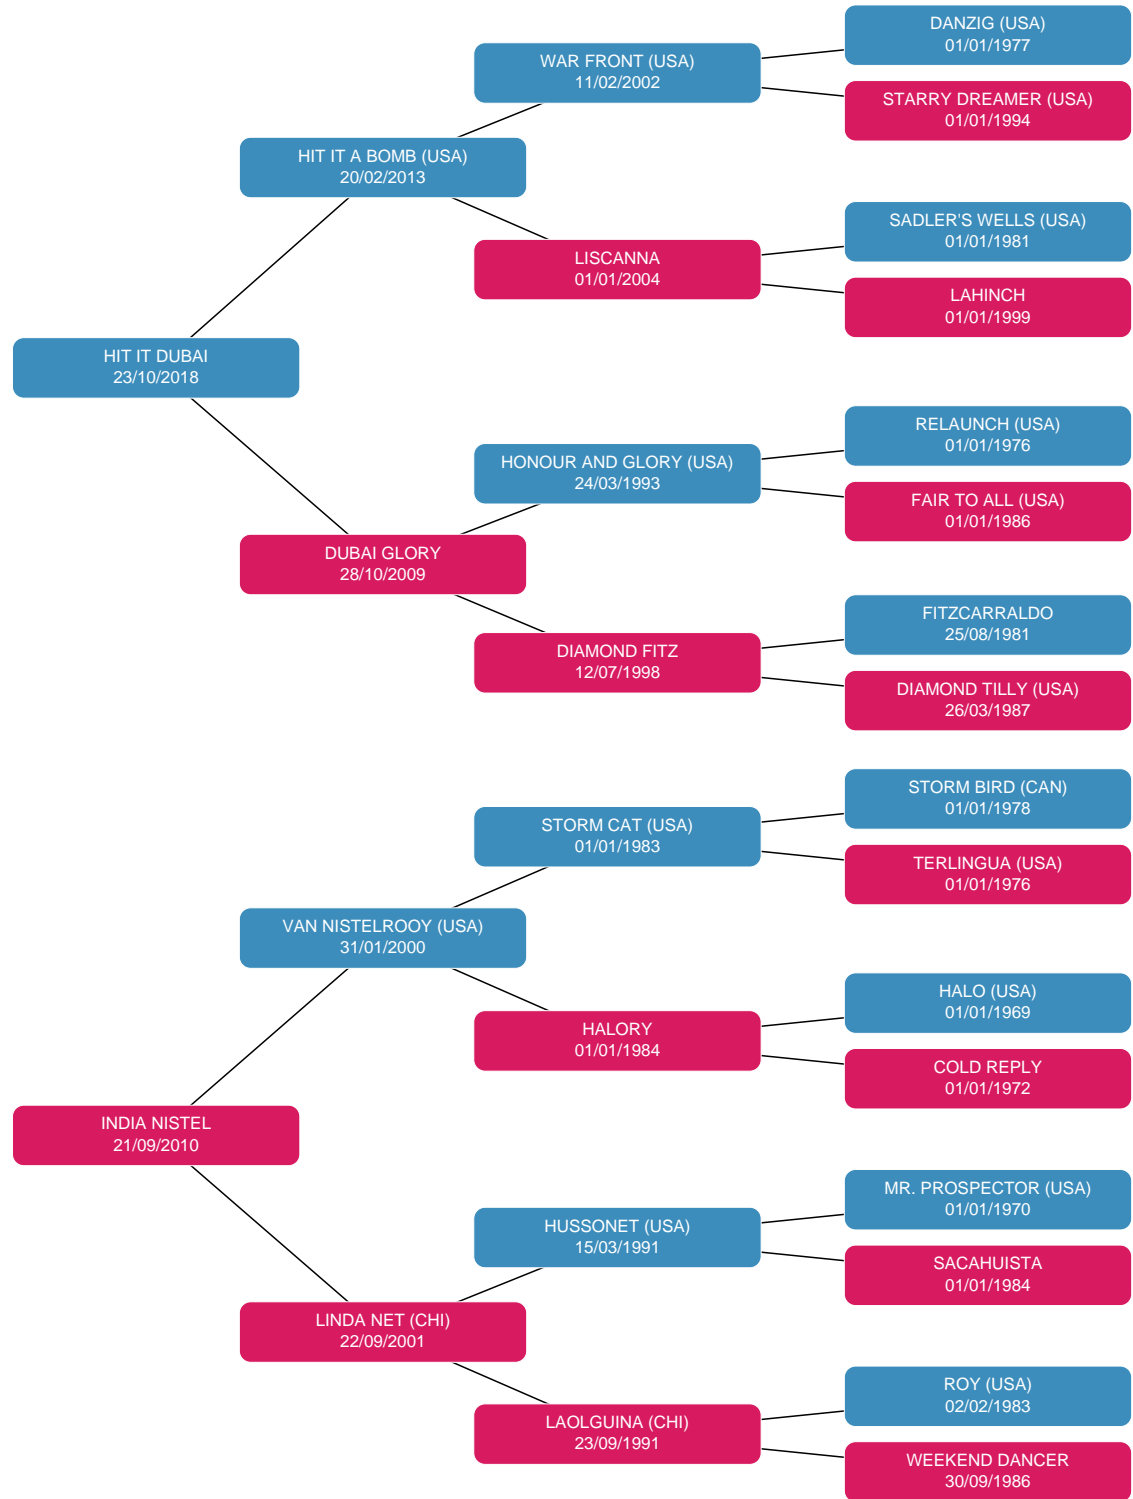 DANZIG (USA)
01/01/1977
WAR FRONT (USA)
11/02/2002
STARRY DREAMER (USA)
01/01/1994
HIT IT A BOMB (USA)
20/02/2013
SADLER'S WELLS (USA)
01/01/1981
LISCANNA
01/01/2004
LAHINCH
01/01/1999
HIT IT DUBAI
23/10/2018
RELAUNCH (USA)
01/01/1976
HONOUR AND GLORY (USA)
24/03/1993
FAIR TO ALL (USA)
01/01/1986
DUBAI GLORY
28/10/2009
FITZCARRALDO
25/08/1981
DIAMOND FITZ
12/07/1998
DIAMOND TILLY (USA)
26/03/1987
STORM BIRD (CAN)
01/01/1978
STORM CAT (USA)
01/01/1983
TERLINGUA (USA)
01/01/1976
VAN NISTELROOY (USA)
31/01/2000
HALO (USA)
01/01/1969
HALORY
01/01/1984
COLD REPLY
01/01/1972
INDIA NISTEL
21/09/2010
MR. PROSPECTOR (USA)
01/01/1970
HUSSONET (USA)
15/03/1991
SACAHUISTA
01/01/1984
LINDA NET (CHI)
22/09/2001
ROY (USA)
02/02/1983
LAOLGUINA (CHI)
23/09/1991
WEEKEND DANCER
30/09/1986